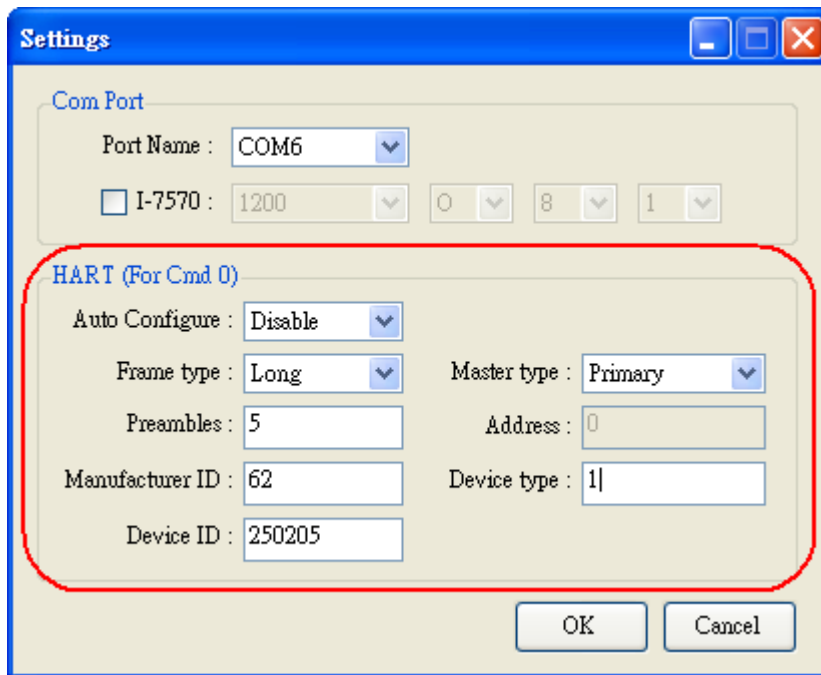 Settings
Com Port
Port Name : COM6
I-7570 : 1200 O 8 1
HART (For Cmd 0)
Auto Configure : Disable
Frame type : Long Master type : Primary
Preambles : 5 Address : 0
Manufacturer ID : 62 Device type : 1
Device ID : 250205
OK Cancel